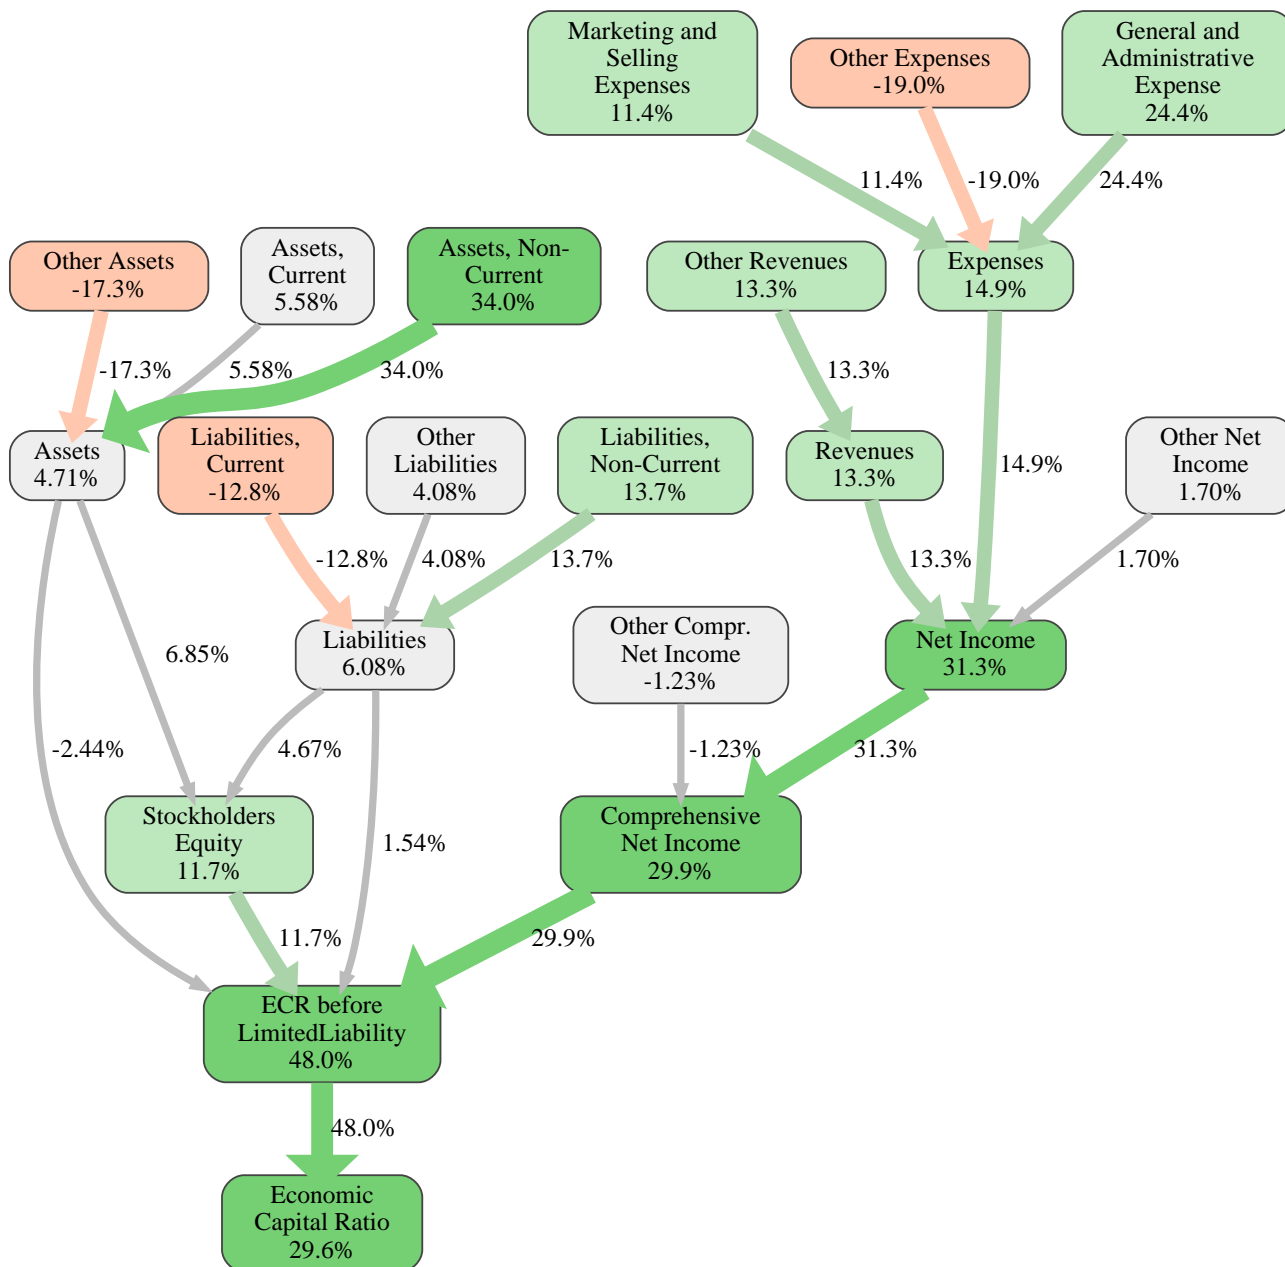 Marketing and
Selling
Expenses
11.4%
Other Expenses
-19.0%
General and
Administrative
Expense
24.4%
11.4%
-19.0%
24.4%
Other Assets
-17.3%
Assets,
Current
5.58%
Assets, Non-
Current
34.0%
Other Revenues
13.3%
Expenses
14.9%
-17.3%
5.58%
34.0%
13.3%
Assets
4.71%
Liabilities,
Current
-12.8%
Other
Liabilities
4.08%
Liabilities,
Non-Current
13.7%
Revenues
13.3%
14.9%
Other Net
Income
1.70%
-12.8%
4.08%
13.7%
13.3%
1.70%
6.85%
Liabilities
6.08%
Other Compr.
Net Income
-1.23%
Net Income
31.3%
-2.44%
4.67%
-1.23%
31.3%
Stockholders
Equity
11.7%
1.54%
Comprehensive
Net Income
29.9%
11.7%
29.9%
ECR before
LimitedLiability
48.0%
48.0%
Economic
Capital Ratio
29.6%